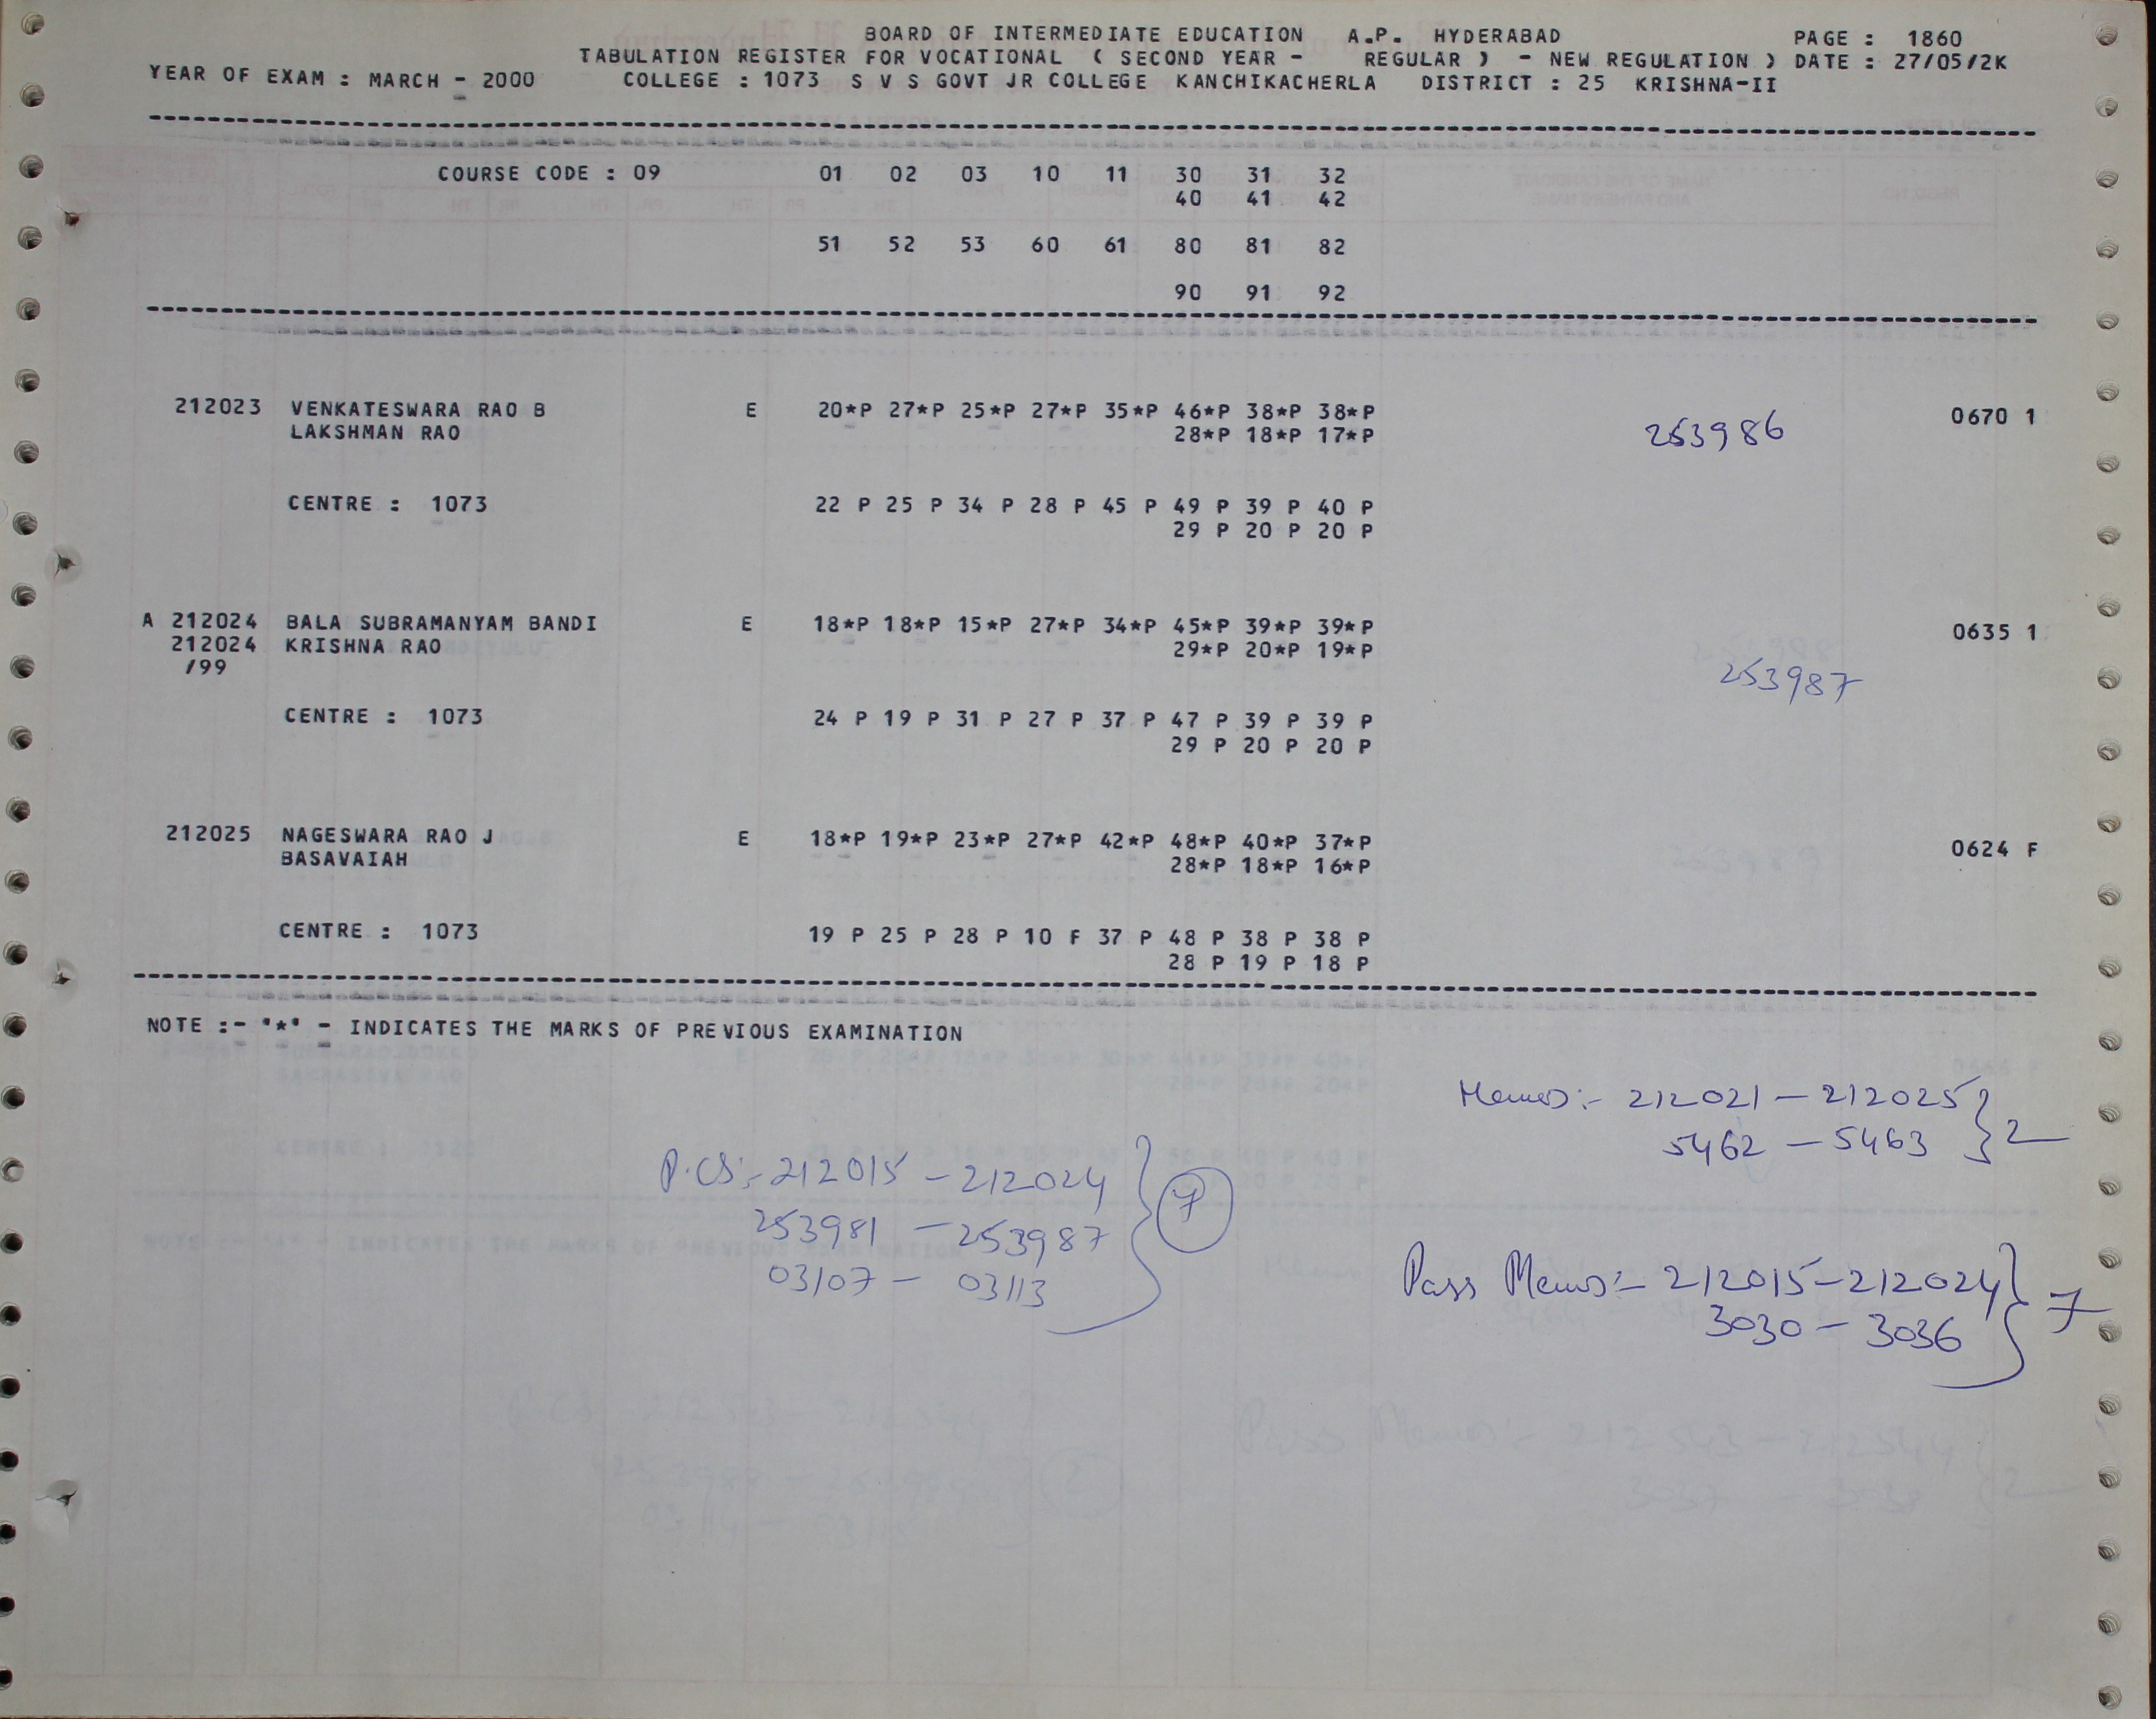 BOARD OF INTERMEDIATE EDUCATION A.P. HYDERABAD PAGE : 1860
TABULATION REGISTER FOR VOCATIONAL ( SECOND YEAR - REGULAR ) - NEW REGULATION ) DATE : 27/05/2K
YEAR OF EXAM : MARCH - 2000 COLLEGE : 1073 S V S GOVT JR COLLEGE KANCHIKACHERLA DISTRICT : 25 KRISHNA-II
COURSE CODE : 09 01 02 03 10 11 30 31 32
40 41 42
51 52 53 60 61 80 81 82
90 91 92
212023 VENKATESWARA RAO B E 20*P 27*P 25*P 27*P 35*P 46*P 38*P 38*P 0670 1
LAKSHMAN RAO 28*P 18*P 17*P 253986
CENTRE : 1073 22 P 25 P 34 P 28 P 45 P 49 P 39 P 40 P
29 P 20 P 20 P
A 212024 BALA SUBRAMANYAM BANDI E 18*P 18*P 15*P 27*P 34*P 45*P 39*P 39*P 0635 1
212024 KRISHNA RAO 29*P 20*P 19*P
/99 253987
CENTRE : 1073 24 P 19 P 31 P 27 P 37 P 47 P 39 P 39 P
29 P 20 P 20 P
212025 NAGESWARA RAO J E 18*P 19*P 23*P 27*P 42*P 48*P 40*P 37*P 0624 F
BASAVAIAH 28*P 18*P 16*P
CENTRE : 1073 19 P 25 P 28 P 10 F 37 P 48 P 38 P 38 P
28 P 19 P 18 P
NOTE :- "*" - INDICATES THE MARKS OF PREVIOUS EXAMINATION
Memos:- 212021 - 212025
5462 - 5463 } 2
P.CS:- 212015 - 212024
253981 - 253987 } 7
03107 - 03113
Pass Memos:- 212015-212024
3030 - 3036 } 7